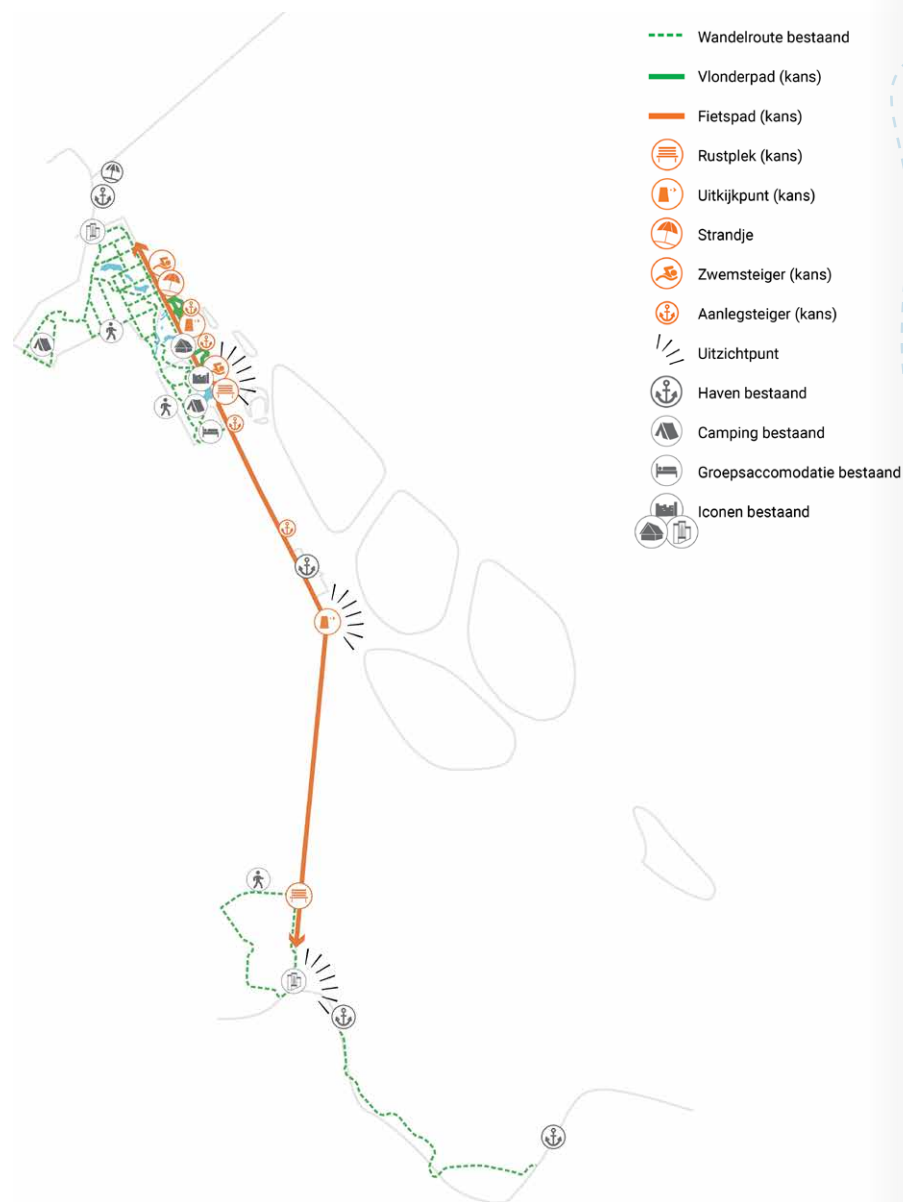 Wandelroute bestaand
Vlonderpad (kans)
Fietspad (kans)
Rustplek (kans)
Uitkijkpunt (kans)
Strandje
Zwemsteiger (kans)
Aanlegsteiger (kans)
Uitzichtpunt
Haven bestaand
Camping bestaand
Groepsaccomodatie bestaand
Iconen bestaand